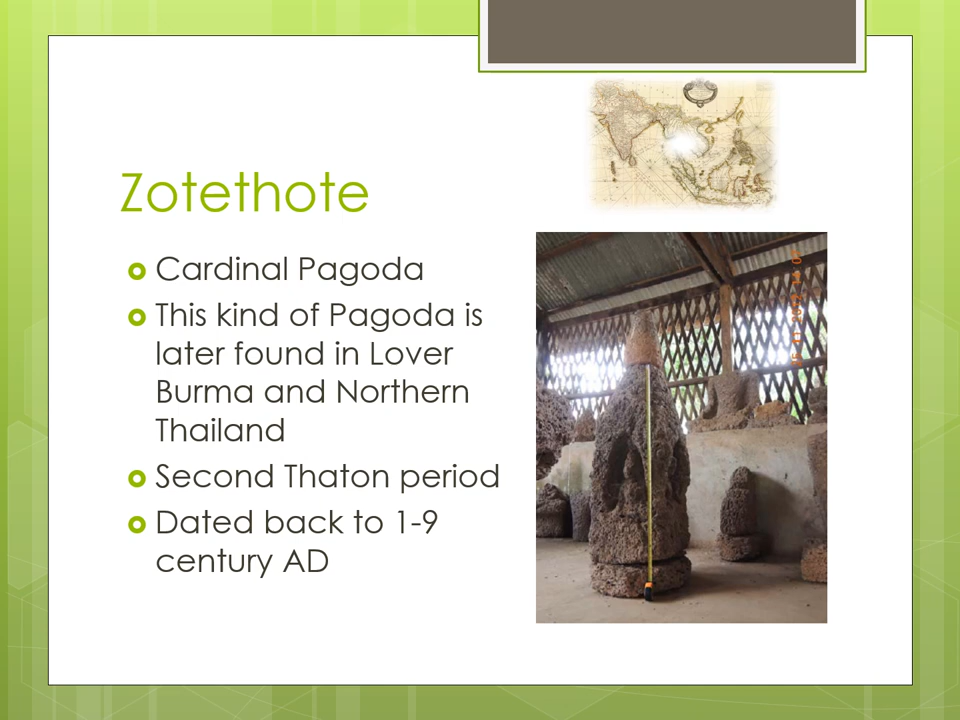 Zotethote
Cardinal Pagoda
This kind of Pagoda is
later found in Lover
Burma and Northern
Thailand
Second Thaton period
Dated back to 1-9
century AD